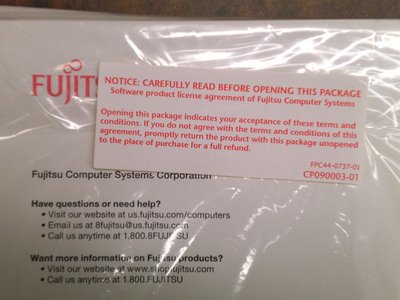 FUJITS
NOTICE: CAREFULLY READ BEFORE OPENING THIS PACKAGE
Software product license agreement of Fujitsu Computer Systems
Opening this package indicates your acceptance of these terms and
conditions. If you do not agree with the terms and conditions of this
agreement, promptly return the product with this package unopened
to the place of purchase for a full refund.
FPC44-0737-01
CP090003-01
Fujitsu Computer Systems Corporation
Have questions or need help?
• Visit our website at us.fujitsu.com/computers
• Email us at 8fujitsu@us.fujitsu.com
• Call us anytime at 1.800.8FUJITSU
Want more information on Fujitsu products?
• Visit our website at www.shopfujitsu.com
• Call us anytime at 1.800.FUJITSU